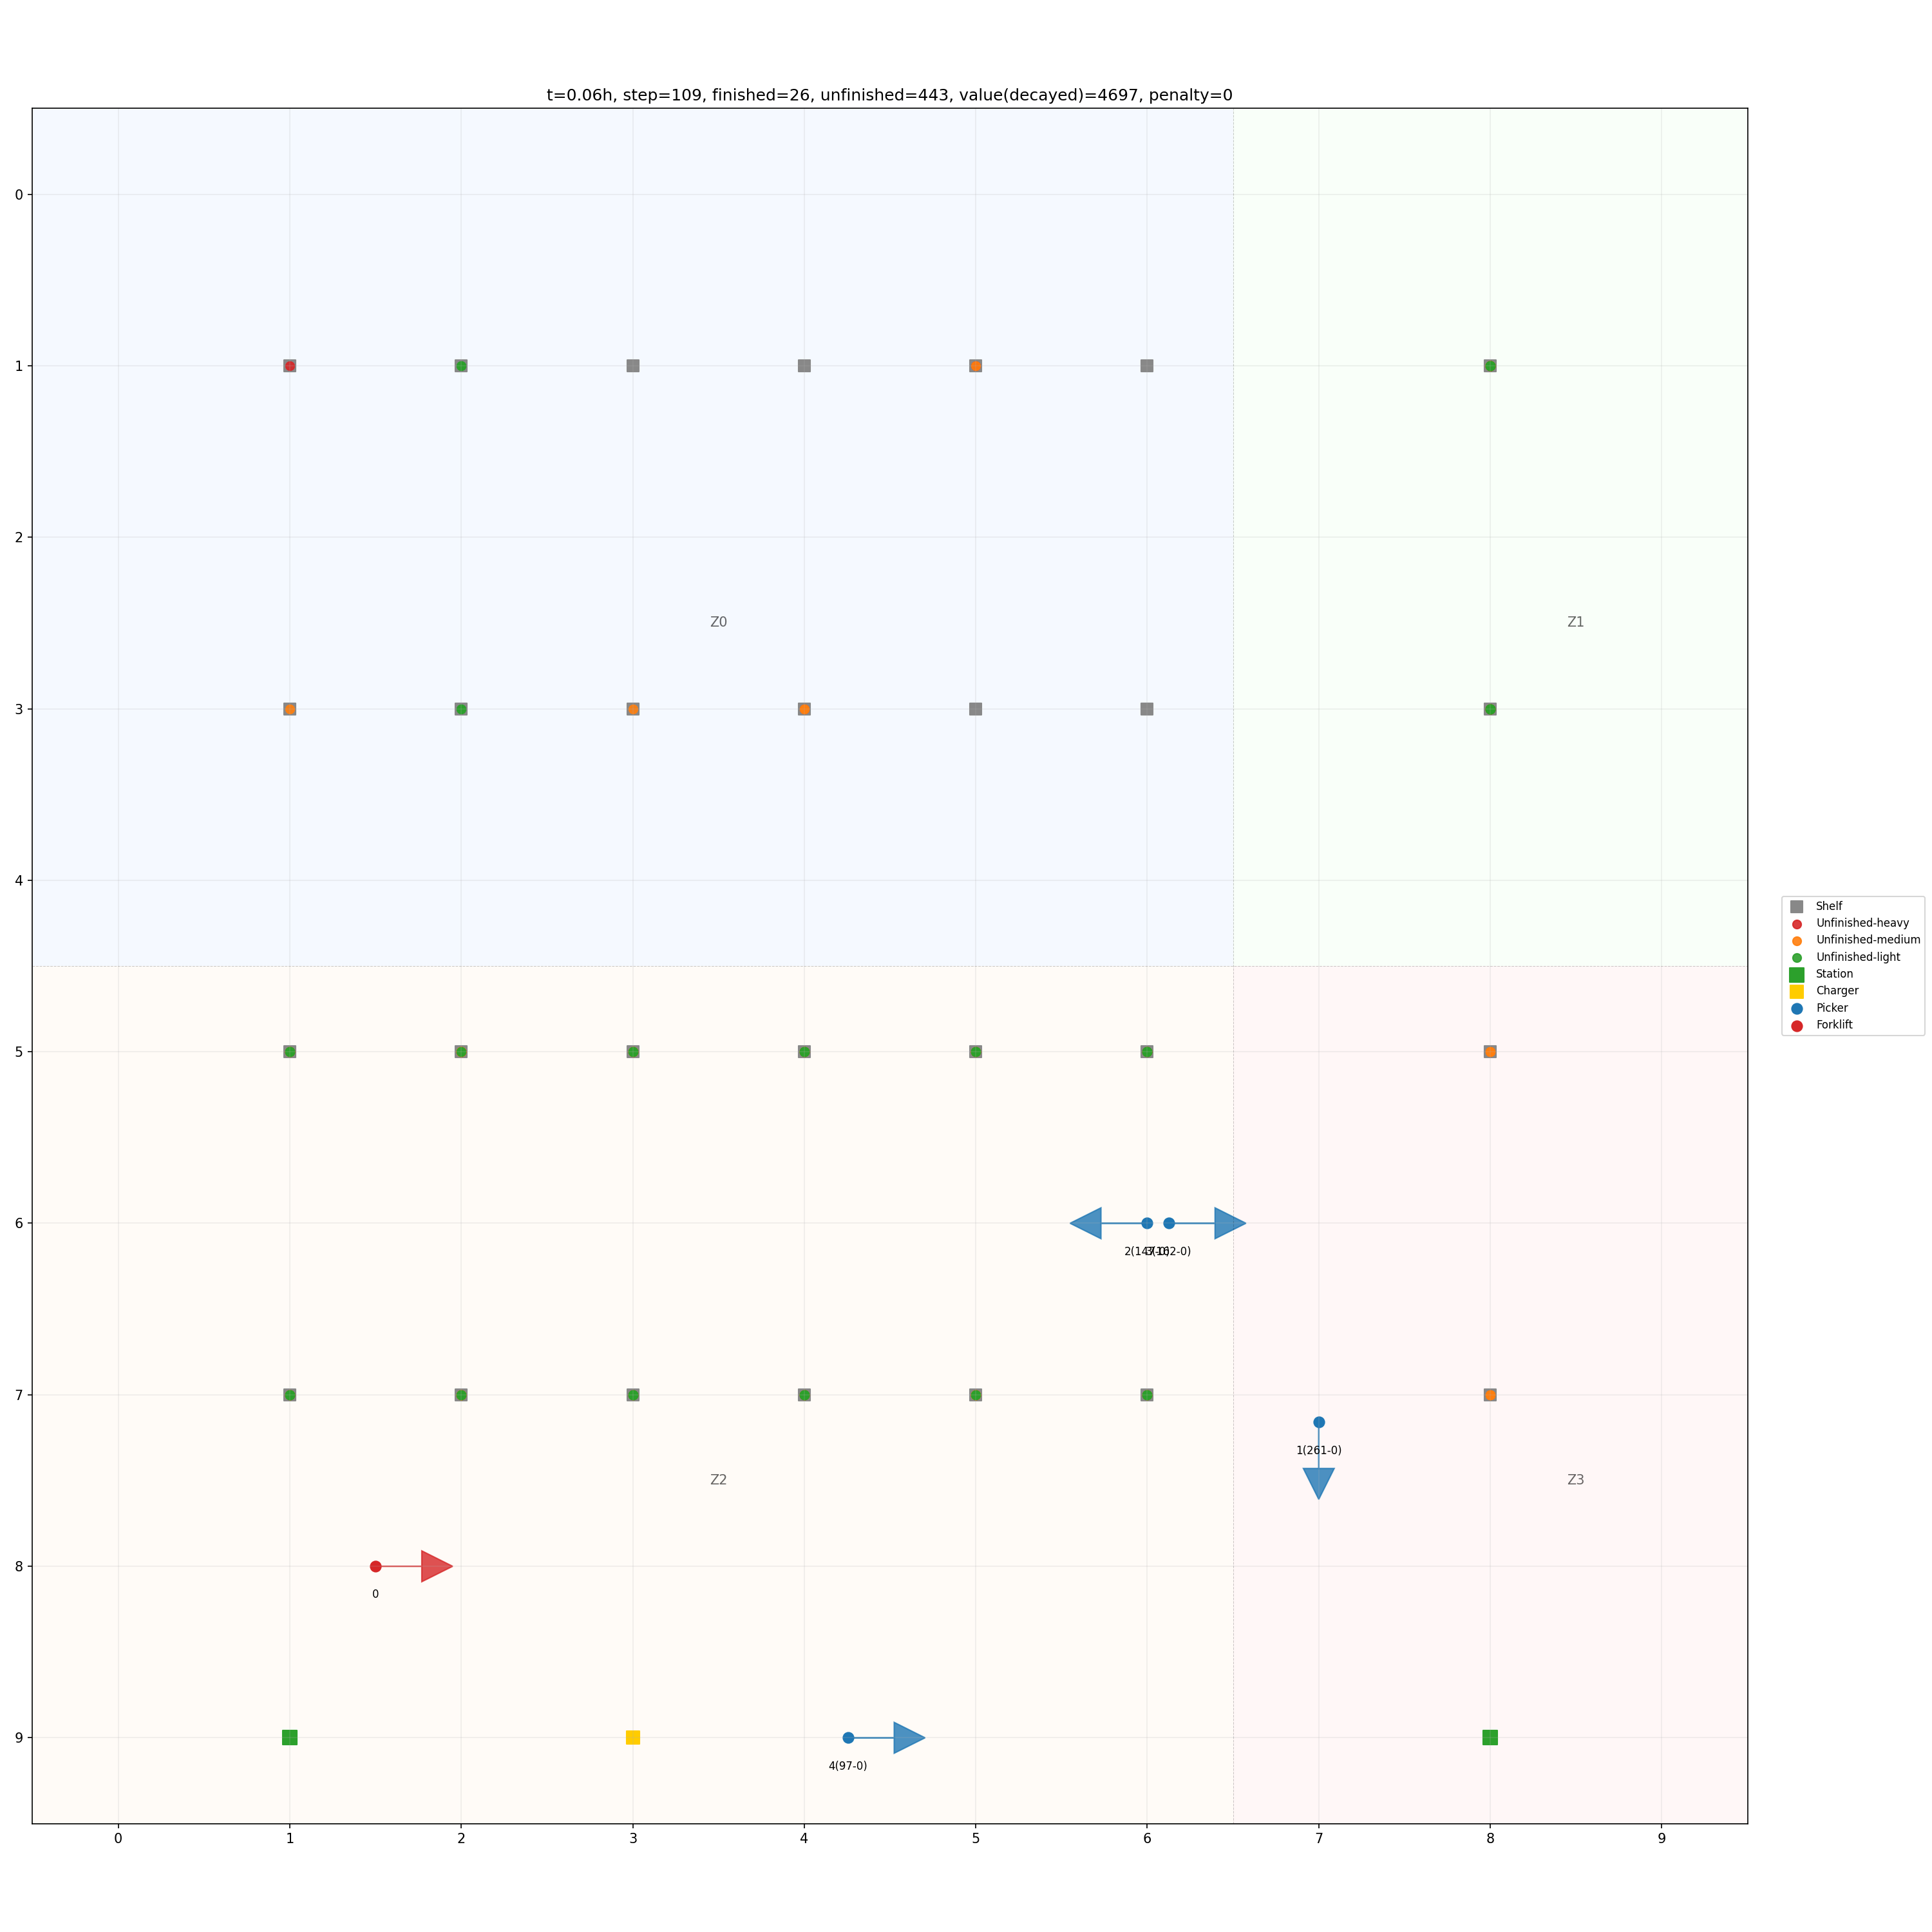 t=0.06h, step=109, finished=26, unfinished=443, value(decayed)=4697, penalty=0
0
1
2
Z0
Z1
3
4
Shelf
Unfinished-heavy
Unfinished-medium
Unfinished-light
Station
Charger
Picker
Forklift
5
6
7
1(261-0)
Z2
Z3
8
0
9
4(97-0)
0
1
2
3
4
5
6
7
8
9